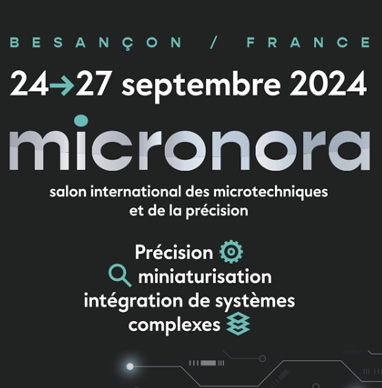 BESANÇON / FRANCE
24→27 septembre 2024
micronora
salon international des microtechniques
et de la précision
Précision
miniaturisation
intégration de systèmes
complexes